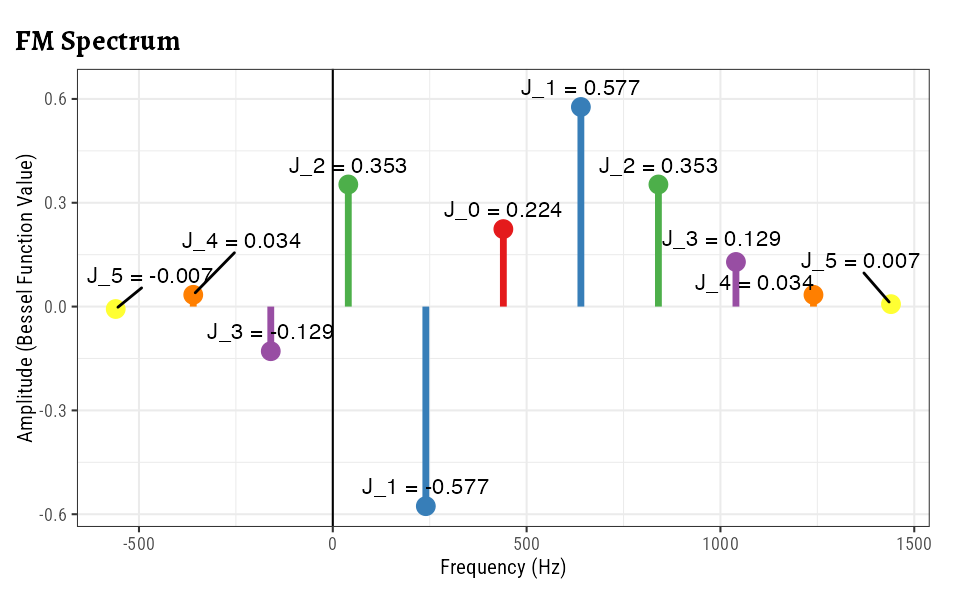 FM Spectrum
J_1 = 0.577
0.6
J_2 = 0.353
J_2 = 0.353
J_0 = 0.224
0.3
J_4 = 0.034
J_3 = 0.129
J_5 = 0.007
J_5 = -0.007
J_4 = 0.034
0.0
J_3 = -0.129
-0.3
J_1 = -0.577
-0.6
Amplitude (Bessel Function Value)
-500
0
500
1000
1500
Frequency (Hz)